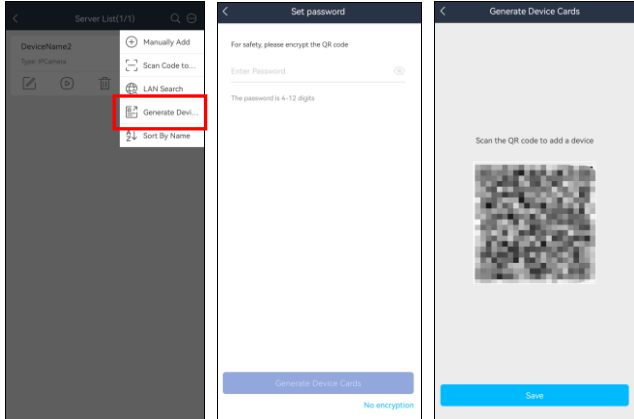 Server List(1/1)
DeviceName2
Type: IPCamera
Manually Add
Scan Code to...
LAN Search
Generate Devi...
Sort By Name
Set password
For safety, please encrypt the QR code
Enter Password
The password is 4-12 digits
Generate Device Cards
No encryption
Generate Device Cards
Scan the QR code to add a device
Save